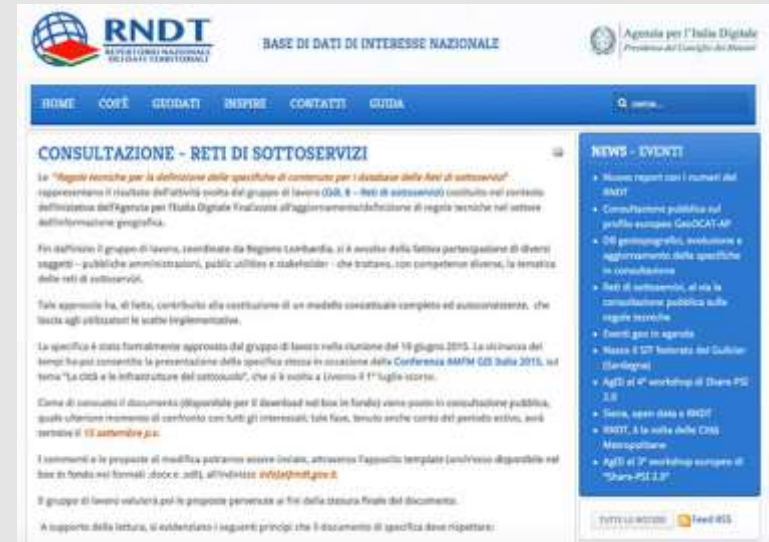 RNDT
REPERTORIO NAZIONALE
DEI DATI TERRITORIALI
BASE DI DATI DI INTERESSE NAZIONALE
Agenzia per l'Italia Digitale
Presidenza del Consiglio dei Ministri
HOME COS'È GEODATI INSPIRE CONTATTI GUIDA
cerca...
CONSULTAZIONE - RETI DI SOTTOSERVIZI
Le "Regole tecniche per la definizione delle specifiche di contenuto per i database delle Reti di sottoservizi"
rappresentano il risultato dell'attività svolta dal gruppo di lavoro (GdL 8 - Reti di sottoservizi) costituito nel contesto
dell'iniziativa dell'Agenzia per l'Italia Digitale finalizzata all'aggiornamento/definizione di regole tecniche nel settore
dell'informazione geografica.
Fin dall'inizio il gruppo di lavoro, coordinato da Regione Lombardia, si è avvalso della fattiva partecipazione di diversi
soggetti - pubbliche amministrazioni, public utilities e stakeholder - che trattano, con competenze diverse, la tematica
delle reti di sottoservizi.
Tale approccio ha, di fatto, contribuito alla costituzione di un modello concettuale completo ed autoconsistente, che
lascia agli utilizzatori le scelte implementative.
La specifica è stata formalmente approvata dal gruppo di lavoro nella riunione del 19 giugno 2015. La vicinanza dei
tempi ha poi consentito la presentazione della specifica stessa in occasione della Conferenza AMFM GIS Italia 2015, sul
tema "La città e le infrastrutture del sottosuolo", che si è svolta a Livorno il 1° luglio scorso.
Come di consueto il documento (disponibile per il download nel box in fondo) viene posto in consultazione pubblica,
quale ulteriore momento di confronto con tutti gli interessati; tale fase, tenuto anche conto del periodo estivo, avrà
termine il 15 settembre p.v.
I commenti e le proposte di modifica potranno essere inviate, attraverso l'apposito template (anch'esso disponibile nel
box in fondo nei formati .docx e .odt), all'indirizzo info[at]rndt.gov.it.
Il gruppo di lavoro valuterà poi le proposte pervenute ai fini della stesura finale del documento.
A supporto della lettura, si evidenziano i seguenti principi che il documento di specifica deve rispettare:
NEWS - EVENTI
Nuovo report con i numeri del
RNDT
Consultazione pubblica sul
profilo europeo GeoDCAT-AP
DB geotopografici, evoluzione e
aggiornamento delle specifiche
in consultazione
Reti di sottoservizi, al via la
consultazione pubblica sulle
regole tecniche
Eventi geo in agenda
Nasce il SIT federato del Guilcier
(Sardegna)
AgID al 4° workshop di Share-PSI
2.0
Siena, open data e RNDT
RNDT, è la volta delle Città
Metropolitane
AgID al 3° workshop europeo di
"Share-PSI 2.0"
TUTTE LE NOTIZIE Feed RSS